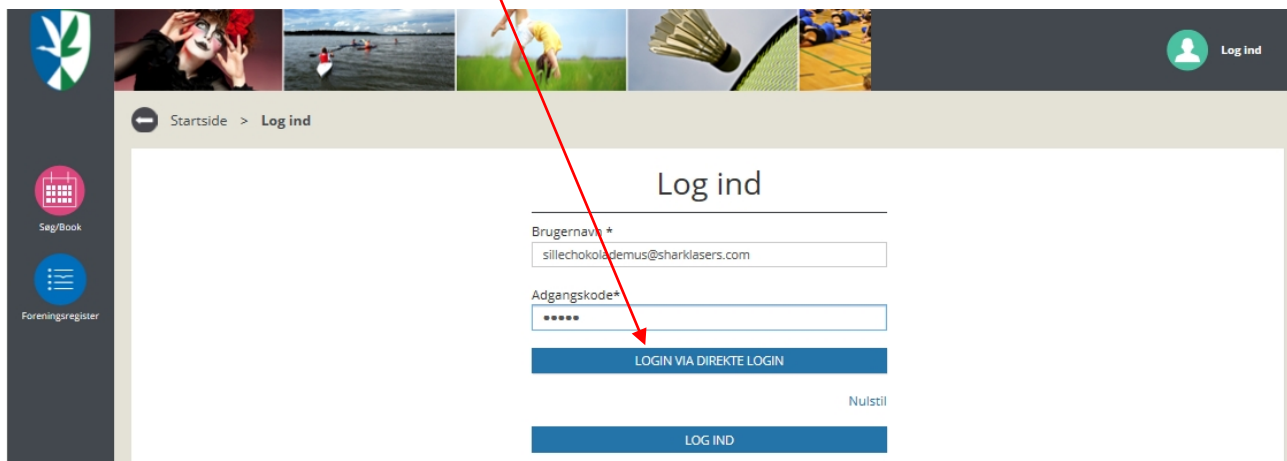 Log ind
Startside > Log ind
Søg/Book
Foreningsregister
Log ind
Brugernavn *
sillechokolademus@sharklasers.com
Adgangskode*
•••••
LOGIN VIA DIREKTE LOGIN
Nulstil
LOG IND